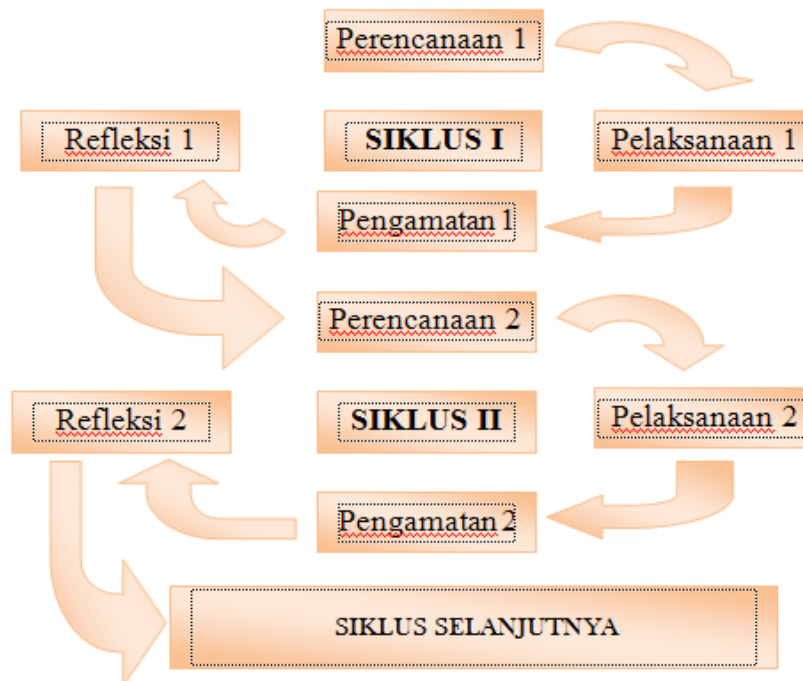 Perencanaan 1
Refleksi 1
SIKLUS I
Pelaksanaan 1
Pengamatan 1
Perencanaan 2
Refleksi 2
SIKLUS II
Pelaksanaan 2
Pengamatan 2
SIKLUS SELANJUTNYA